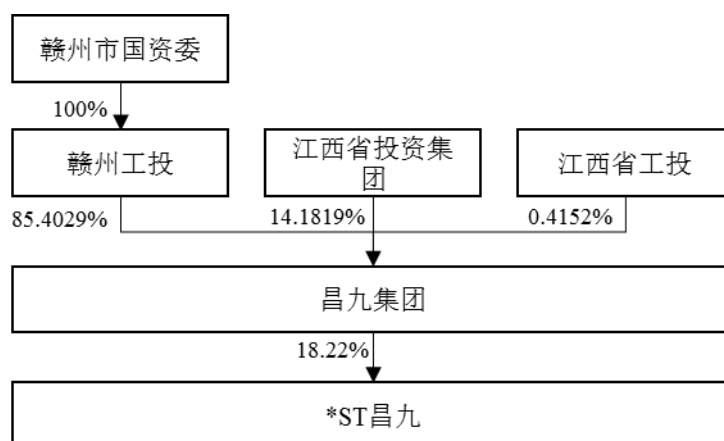 赣州市国资委
100%
赣州工投
江西省投资集
团
江西省工投
85.4029%
14.1819%
0.4152%
昌九集团
18.22%
*ST昌九